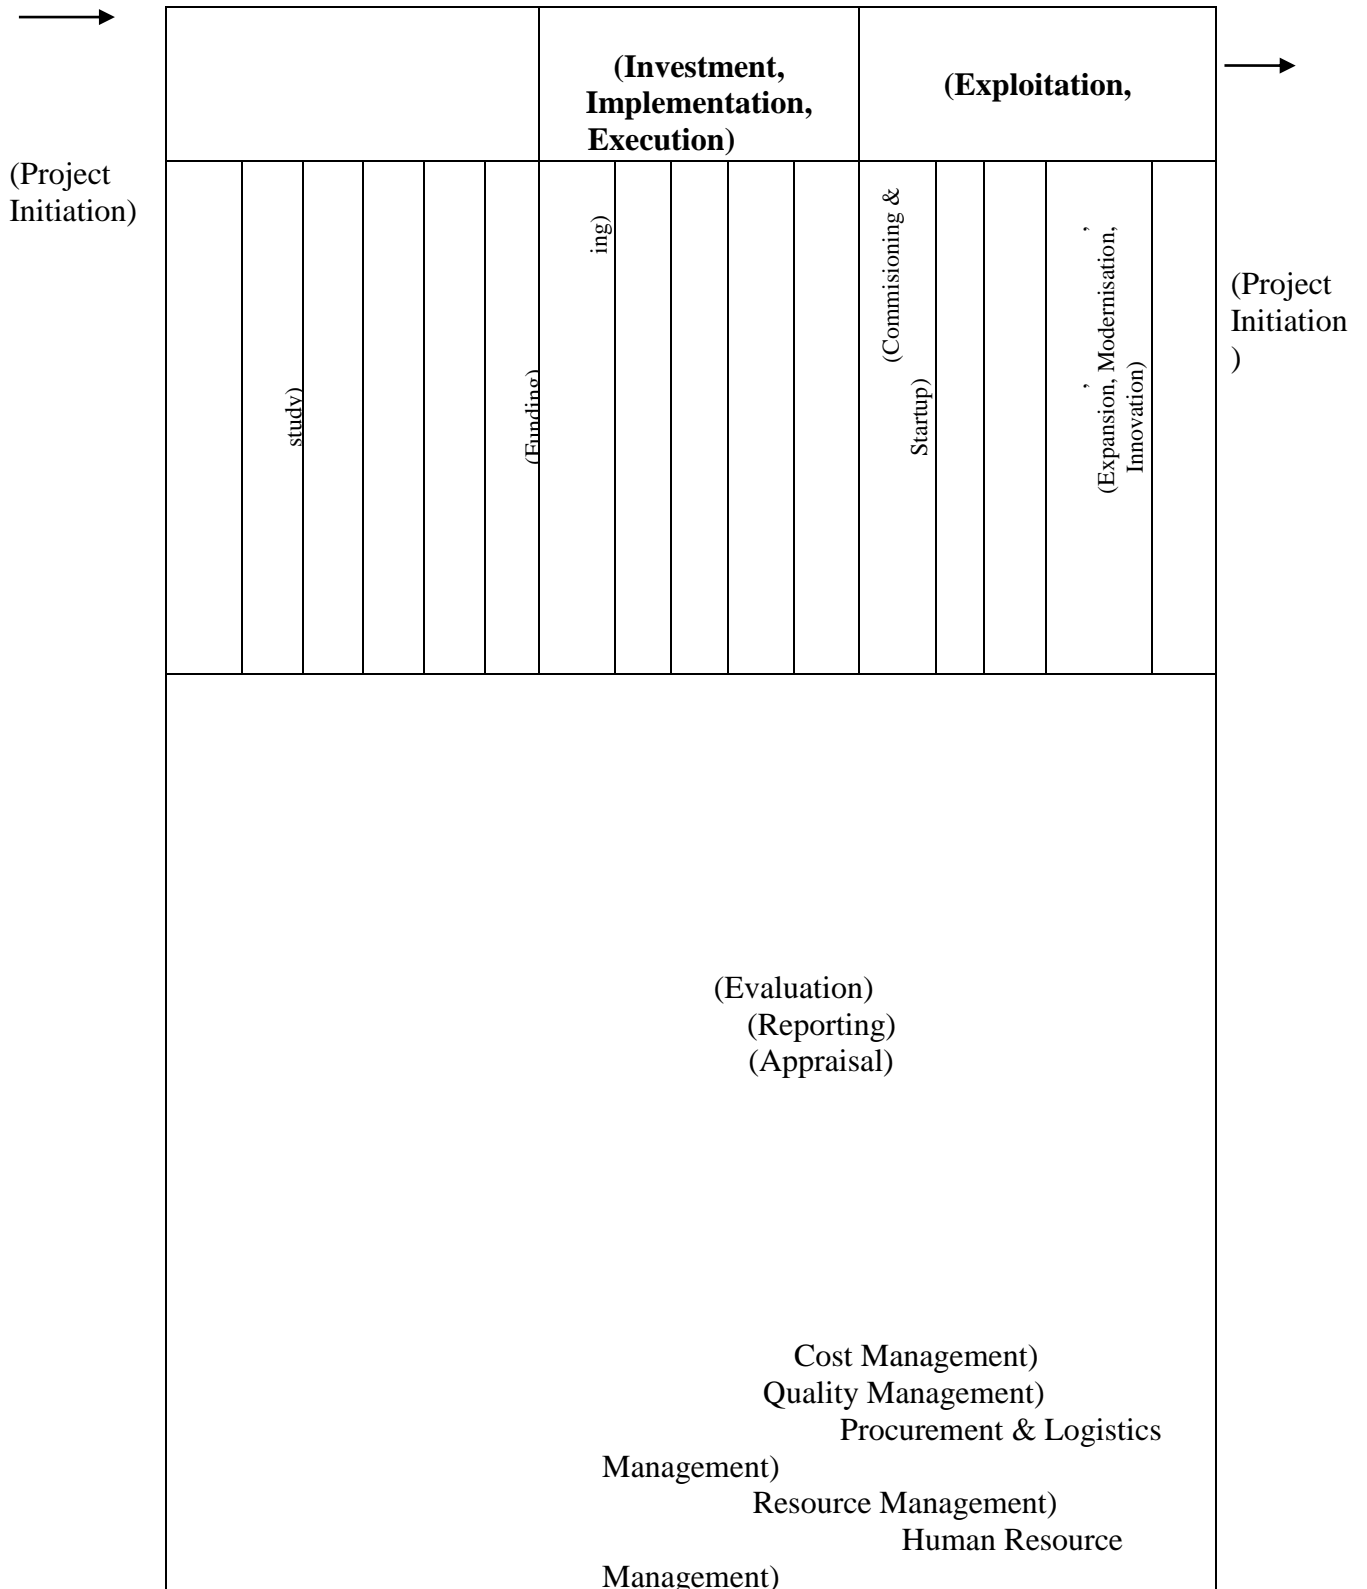 (Investment,
Implementation,
Execution)
(Exploitation,
(Project
Initiation)
study)
(Funding)
ing)
(Commisioning &
Startup)
,
,
(Expansion, Modernisation,
Innovation)
(Project
Initiation
)
(Evaluation)
(Reporting)
(Appraisal)
Cost Management)
Quality Management)
Procurement & Logistics
Management)
Resource Management)
Human Resource
Management)